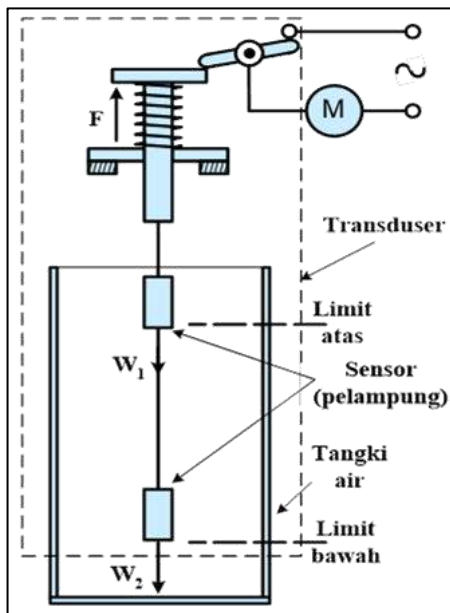 F
M
Transduser
Limit
atas
W1
Sensor
(pelampung)
Tangki
air
Limit
bawah
W2